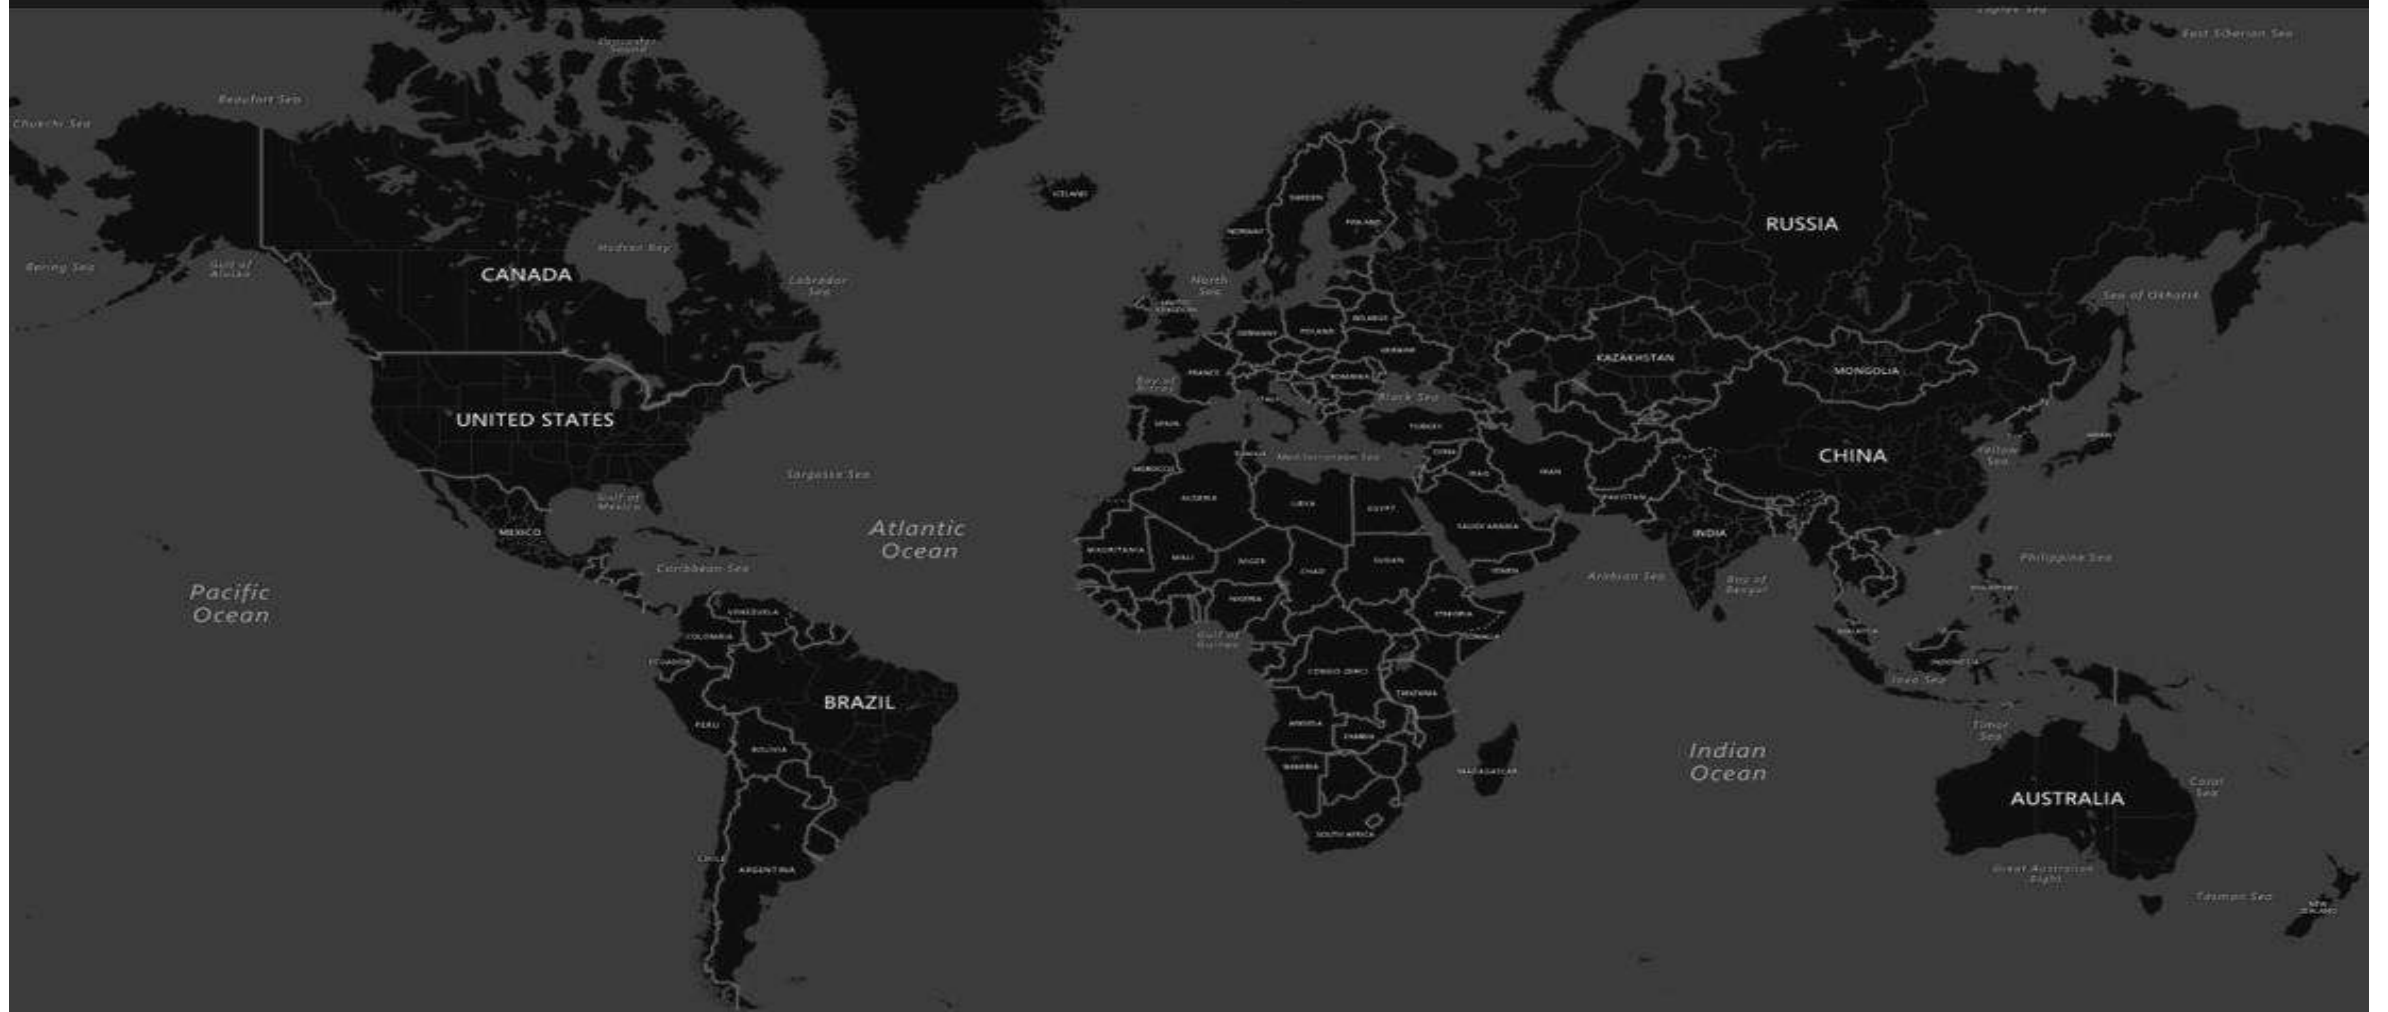 Laptev Sea
East Siberian Sea
Lancaster
Sound
Beaufort Sea
Chukchi Sea
ICELAND
SWEDEN
FINLAND
NORWAY
RUSSIA
Hudson Bay
Bering Sea
Gulf of
Alaska
CANADA
Labrador
Sea
North
Sea
Sea of Okhotsk
UNITED
KINGDOM
GERMANY
POLAND
BELARUS
UKRAINE
KAZAKHSTAN
MONGOLIA
FRANCE
ROMANIA
Bay of
Biscay
ITALY
Black Sea
UNITED STATES
SPAIN
TURKEY
JAPAN
Yellow
Sea
CHINA
TUNISIA
Mediterranean Sea
SYRIA
MOROCCO
IRAQ
IRAN
Sargasso Sea
ALGERIA
LIBYA
EGYPT
PAKISTAN
Gulf of
Mexico
MEXICO
Atlantic
Ocean
SAUDI ARABIA
INDIA
MAURITANIA
MALI
NIGER
CHAD
SUDAN
YEMEN
Philippine Sea
Caribbean Sea
Arabian Sea
Bay of
Bengal
PHILIPPINES
Pacific
Ocean
VENEZUELA
NIGERIA
ETHIOPIA
COLOMBIA
Gulf of
Guinea
SOMALIA
MALAYSIA
ECUADOR
CONGO (DRC)
INDONESIA
Java Sea
BRAZIL
TANZANIA
PERU
ANGOLA
ZAMBIA
Timor
Sea
BOLIVIA
Indian
Ocean
NAMIBIA
MADAGASCAR
Coral
Sea
AUSTRALIA
SOUTH AFRICA
CHILE
ARGENTINA
Great Australian
Bight
Tasman Sea
NEW
ZEALAND